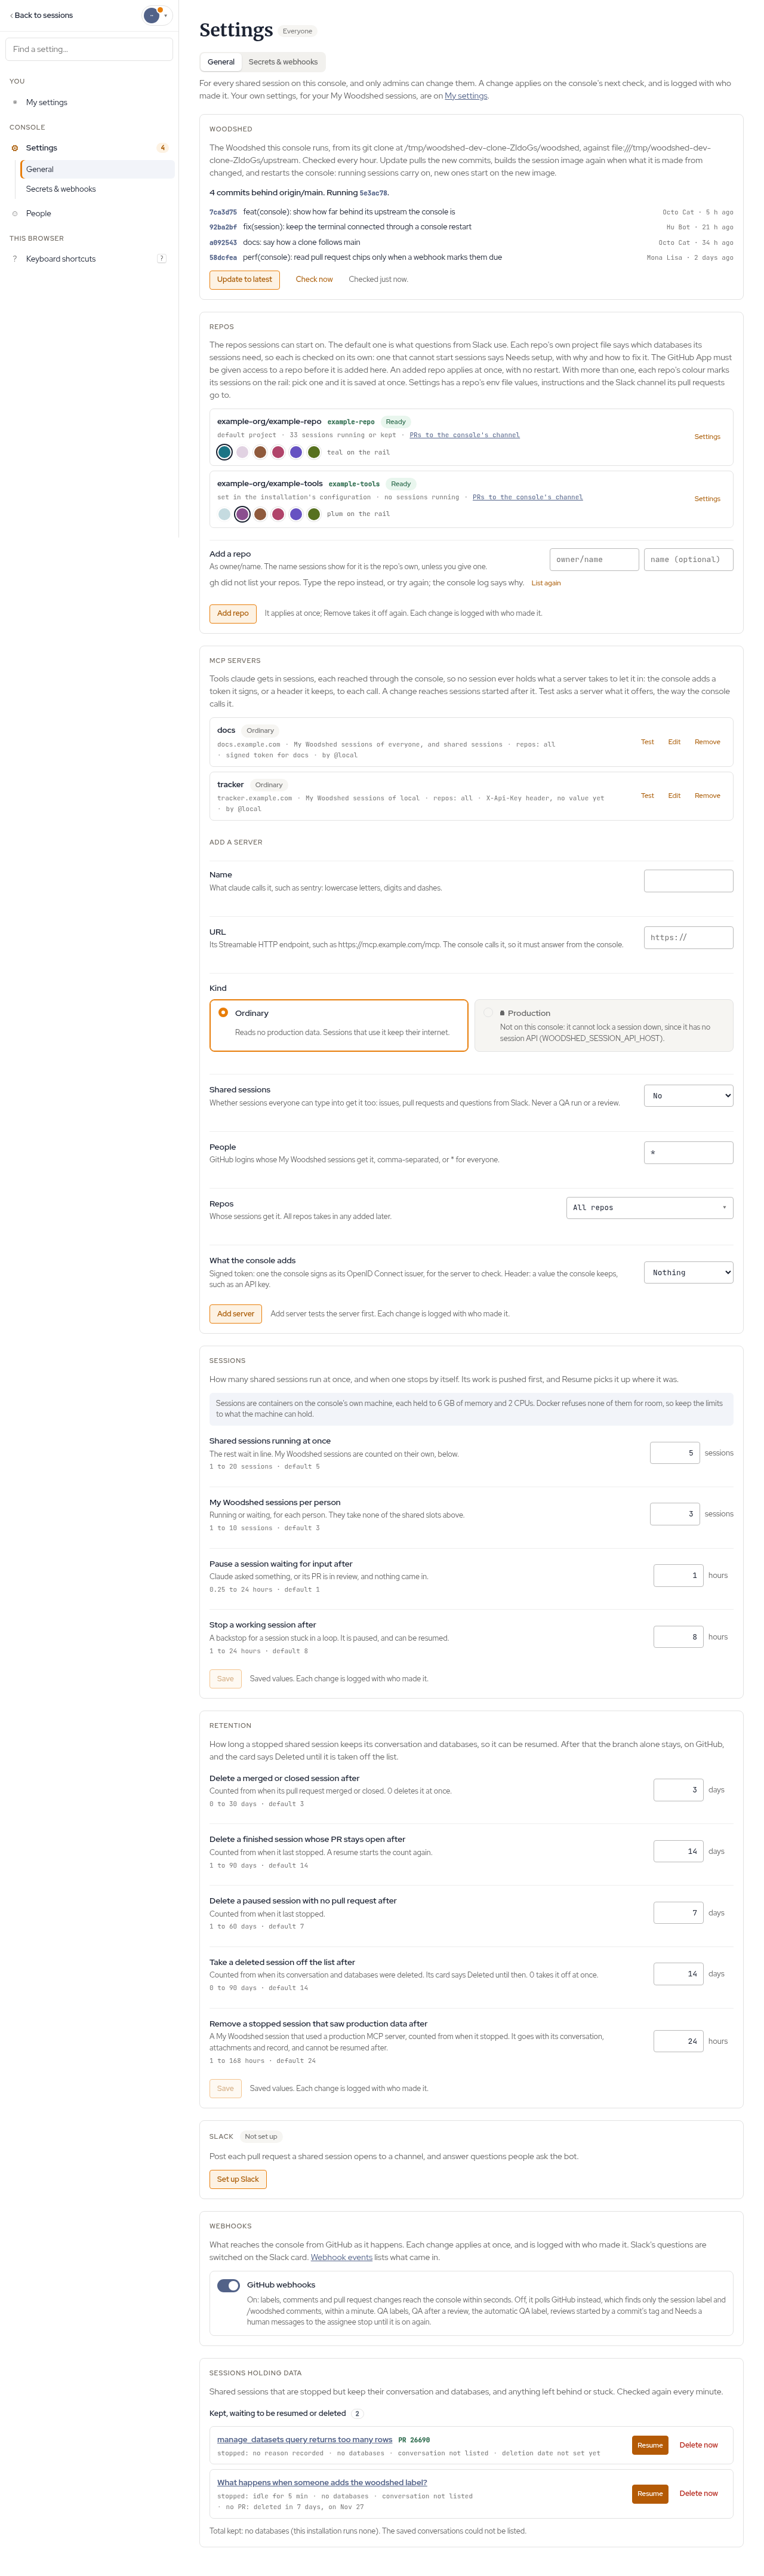 ‹ Back to sessions
Find a setting...
YOU
My settings
CONSOLE
Settings 4
General
Secrets & webhooks
People
THIS BROWSER
? Keyboard shortcuts ?
Settings Everyone
General Secrets & webhooks
For every shared session on this console, and only admins can change them. A change applies on the console's next check, and is logged with who
made it. Your own settings, for your My Woodshed sessions, are on My settings.
WOODSHED
The Woodshed this console runs, from its git clone at /tmp/woodshed-dev-clone-ZIdoGs/woodshed, against file:///tmp/woodshed-dev-
clone-ZIdoGs/upstream. Checked every hour. Update pulls the new commits, builds the session image again when what it is made from
changed, and restarts the console: running sessions carry on, new ones start on the new image.
4 commits behind origin/main. Running 5e3ac78.
7ca3d75 feat(console): show how far behind its upstream the console is Octo Cat · 5 h ago
92ba2bf fix(session): keep the terminal connected through a console restart Hu Bot · 21 h ago
a092543 docs: say how a clone follows main Octo Cat · 34 h ago
58dcfea perf(console): read pull request chips only when a webhook marks them due Mona Lisa · 2 days ago
Update to latest Check now Checked just now.
REPOS
The repos sessions can start on. The default one is what questions from Slack use. Each repo's own project file says which databases its
sessions need, so each is checked on its own: one that cannot start sessions says Needs setup, with why and how to fix it. The GitHub App must
be given access to a repo before it is added here. An added repo applies at once, with no restart. With more than one, each repo's colour marks
its sessions on the rail: pick one and it is saved at once. Settings has a repo's env file values, instructions and the Slack channel its pull requests
go to.
example-org/example-repo example-repo Ready
default project · 33 sessions running or kept · PRs to the console's channel
teal on the rail
Settings
example-org/example-tools example-tools Ready
set in the installation's configuration · no sessions running · PRs to the console's channel
plum on the rail
Settings
Add a repo
As owner/name. The name sessions show for it is the repo's own, unless you give one.
owner/name name (optional)
gh did not list your repos. Type the repo instead, or try again; the console log says why. List again
Add repo It applies at once; Remove takes it off again. Each change is logged with who made it.
MCP SERVERS
Tools claude gets in sessions, each reached through the console, so no session ever holds what a server takes to let it in: the console adds a
token it signs, or a header it keeps, to each call. A change reaches sessions started after it. Test asks a server what it offers, the way the console
calls it.
docs Ordinary
docs.example.com · My Woodshed sessions of everyone, and shared sessions · repos: all
· signed token for docs · by @local
Test Edit Remove
tracker Ordinary
tracker.example.com · My Woodshed sessions of local · repos: all · X-Api-Key header, no value yet
· by @local
Test Edit Remove
ADD A SERVER
Name
What claude calls it, such as sentry: lowercase letters, digits and dashes.
URL
Its Streamable HTTP endpoint, such as https://mcp.example.com/mcp. The console calls it, so it must answer from the console.
https://
Kind
Ordinary
Reads no production data. Sessions that use it keep their internet.
Production
Not on this console: it cannot lock a session down, since it has no
session API (WOODSHED_SESSION_API_HOST).
Shared sessions
Whether sessions everyone can type into get it too: issues, pull requests and questions from Slack. Never a QA run or a review.
No
People
GitHub logins whose My Woodshed sessions get it, comma-separated, or * for everyone.
*
Repos
Whose sessions get it. All repos takes in any added later.
All repos
What the console adds
Signed token: one the console signs as its OpenID Connect issuer, for the server to check. Header: a value the console keeps,
such as an API key.
Nothing
Add server Add server tests the server first. Each change is logged with who made it.
SESSIONS
How many shared sessions run at once, and when one stops by itself. Its work is pushed first, and Resume picks it up where it was.
Sessions are containers on the console's own machine, each held to 6 GB of memory and 2 CPUs. Docker refuses none of them for room, so keep the limits
to what the machine can hold.
Shared sessions running at once
The rest wait in line. My Woodshed sessions are counted on their own, below.
1 to 20 sessions · default 5
5 sessions
My Woodshed sessions per person
Running or waiting, for each person. They take none of the shared slots above.
1 to 10 sessions · default 3
3 sessions
Pause a session waiting for input after
Claude asked something, or its PR is in review, and nothing came in.
0.25 to 24 hours · default 1
1 hours
Stop a working session after
A backstop for a session stuck in a loop. It is paused, and can be resumed.
1 to 24 hours · default 8
8 hours
Save Saved values. Each change is logged with who made it.
RETENTION
How long a stopped shared session keeps its conversation and databases, so it can be resumed. After that the branch alone stays, on GitHub,
and the card says Deleted until it is taken off the list.
Delete a merged or closed session after
Counted from when its pull request merged or closed. 0 deletes it at once.
0 to 30 days · default 3
3 days
Delete a finished session whose PR stays open after
Counted from when it last stopped. A resume starts the count again.
1 to 90 days · default 14
14 days
Delete a paused session with no pull request after
Counted from when it last stopped.
1 to 60 days · default 7
7 days
Take a deleted session off the list after
Counted from when its conversation and databases were deleted. Its card says Deleted until then. 0 takes it off at once.
0 to 90 days · default 14
14 days
Remove a stopped session that saw production data after
A My Woodshed session that used a production MCP server, counted from when it stopped. It goes with its conversation,
attachments and record, and cannot be resumed after.
1 to 168 hours · default 24
24 hours
Save Saved values. Each change is logged with who made it.
SLACK Not set up
Post each pull request a shared session opens to a channel, and answer questions people ask the bot.
Set up Slack
WEBHOOKS
What reaches the console from GitHub as it happens. Each change applies at once, and is logged with who made it. Slack's questions are
switched on the Slack card. Webhook events lists what came in.
GitHub webhooks
On: labels, comments and pull request changes reach the console within seconds. Off, it polls GitHub instead, which finds only the session label and
/woodshed comments, within a minute. QA labels, QA after a review, the automatic QA label, reviews started by a commit's tag and Needs a
human messages to the assignee stop until it is on again.
SESSIONS HOLDING DATA
Shared sessions that are stopped but keep their conversation and databases, and anything left behind or stuck. Checked again every minute.
Kept, waiting to be resumed or deleted 2
manage_datasets query returns too many rows PR 26690
stopped: no reason recorded · no databases · conversation not listed · deletion date not set yet
Resume Delete now
What happens when someone adds the woodshed label?
stopped: idle for 5 min · no databases · conversation not listed
· no PR: deleted in 7 days, on Nov 27
Resume Delete now
Total kept: no databases (this installation runs none). The saved conversations could not be listed.